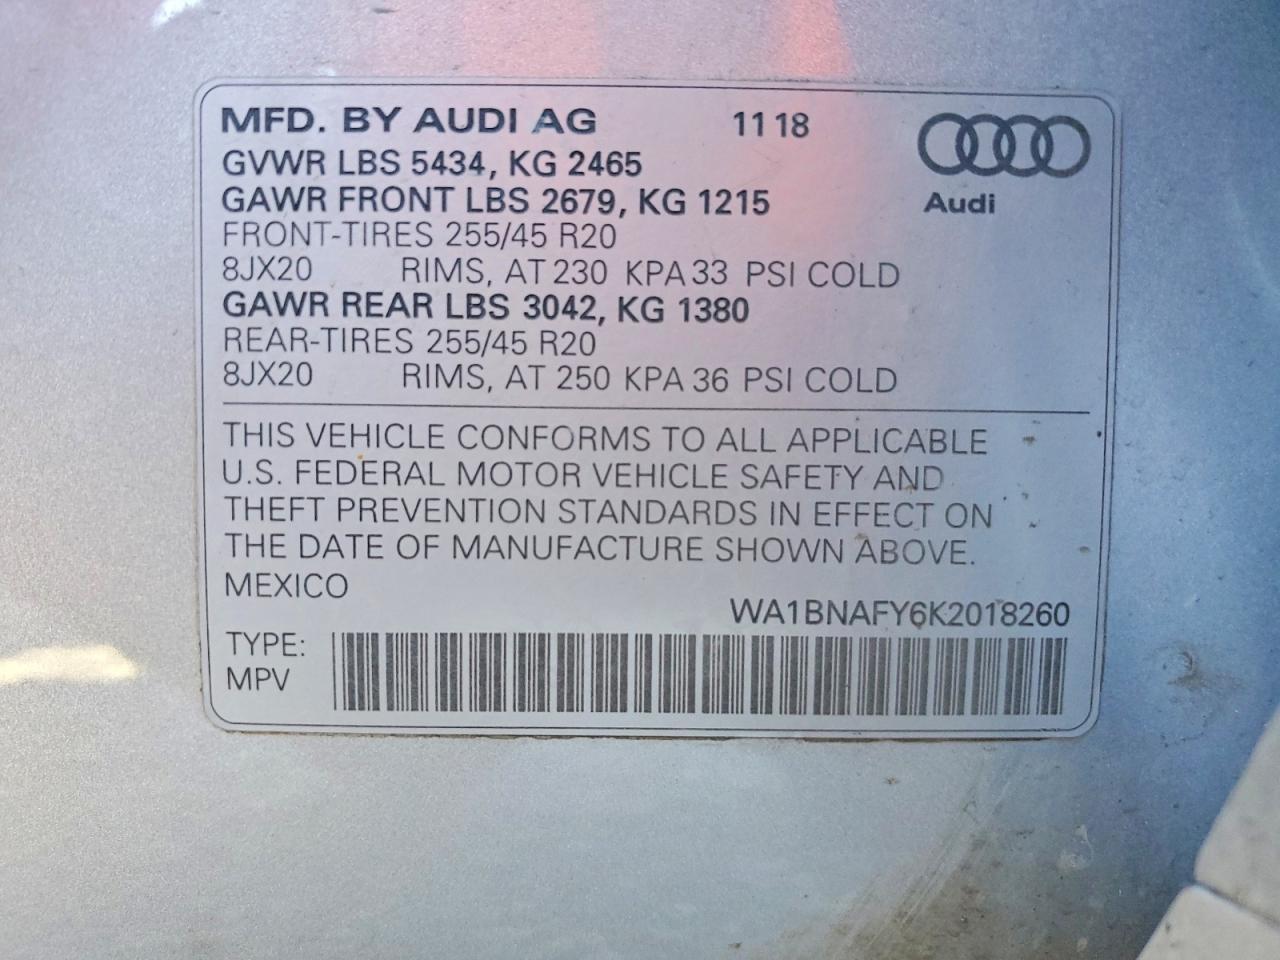 MFD. BY AUDI AG 11 18
GVWR LBS 5434, KG 2465
GAWR FRONT LBS 2679, KG 1215
Audi
FRONT-TIRES 255/45 R20
8JX20 RIMS, AT 230 KPA 33 PSI COLD
GAWR REAR LBS 3042, KG 1380
REAR-TIRES 255/45 R20
8JX20 RIMS, AT 250 KPA 36 PSI COLD
THIS VEHICLE CONFORMS TO ALL APPLICABLE
U.S. FEDERAL MOTOR VEHICLE SAFETY AND
THEFT PREVENTION STANDARDS IN EFFECT ON
THE DATE OF MANUFACTURE SHOWN ABOVE.
MEXICO
WA1BNAFY6K2018260
TYPE:
MPV